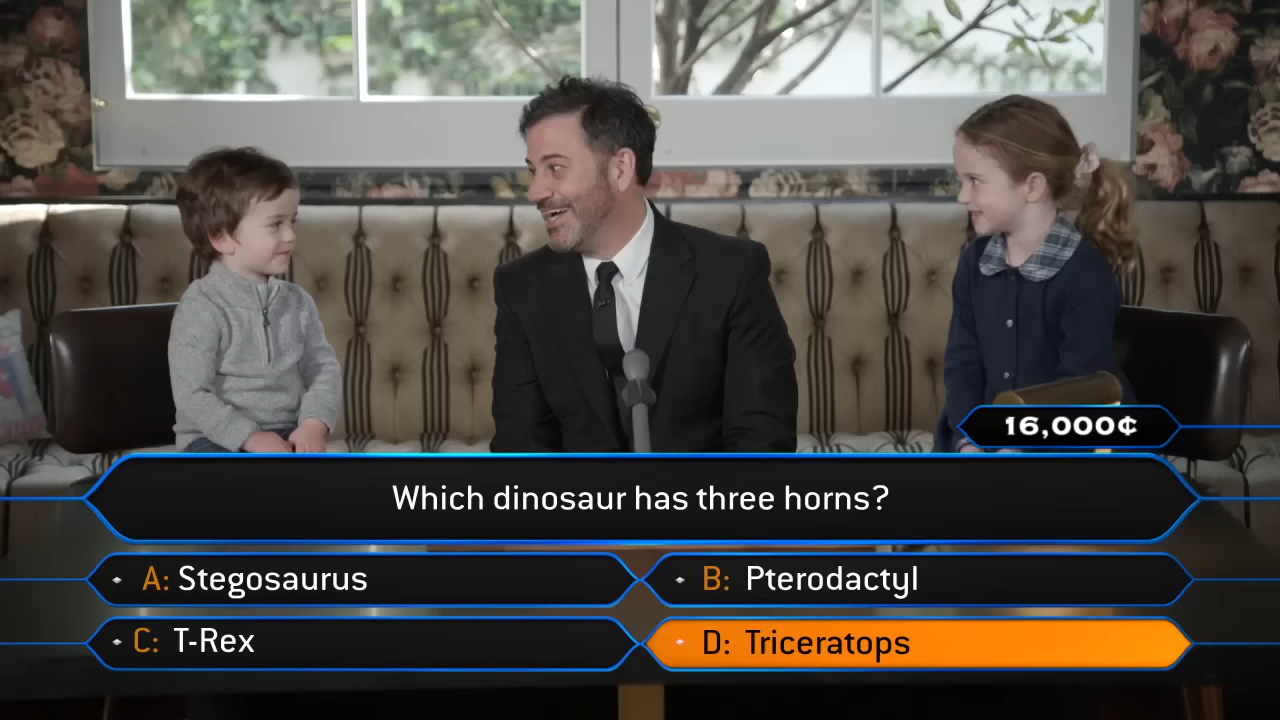 16,000¢
Which dinosaur has three horns?
A: Stegosaurus
B: Pterodactyl
C: T-Rex
D: Triceratops